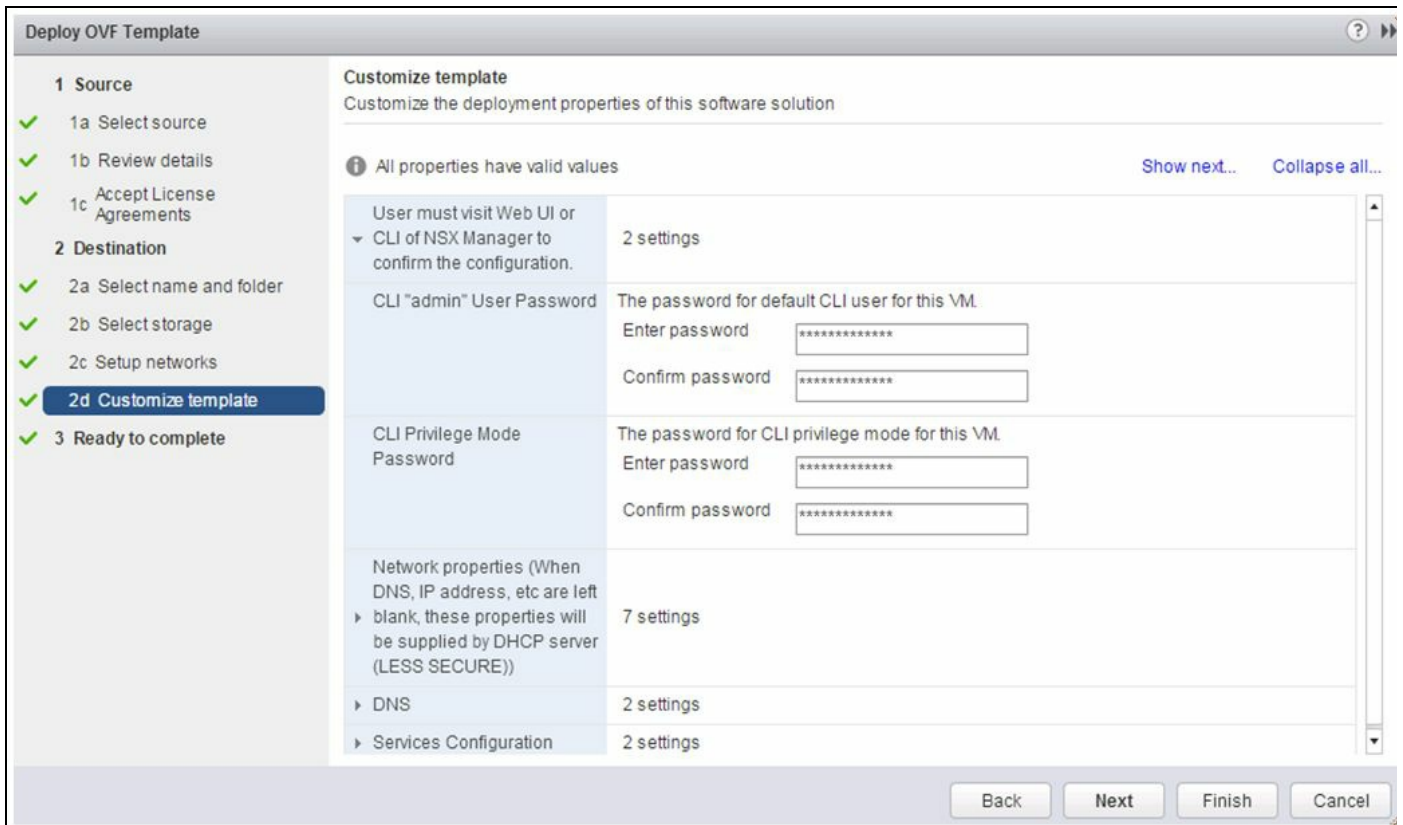 Deploy OVF Template
?
1 Source
1a Select source
1b Review details
1c Accept License
Agreements
2 Destination
2a Select name and folder
2b Select storage
2c Setup networks
2d Customize template
3 Ready to complete
Customize template
Customize the deployment properties of this software solution
All properties have valid values
Show next...
Collapse all...
User must visit Web UI or
CLI of NSX Manager to
confirm the configuration.
2 settings
CLI "admin" User Password
The password for default CLI user for this VM.
Enter password
*************
Confirm password
*************
CLI Privilege Mode
Password
The password for CLI privilege mode for this VM.
Enter password
*************
Confirm password
*************
Network properties (When
DNS, IP address, etc are left
blank, these properties will
be supplied by DHCP server
(LESS SECURE))
7 settings
DNS
2 settings
Services Configuration
2 settings
Back
Next
Finish
Cancel